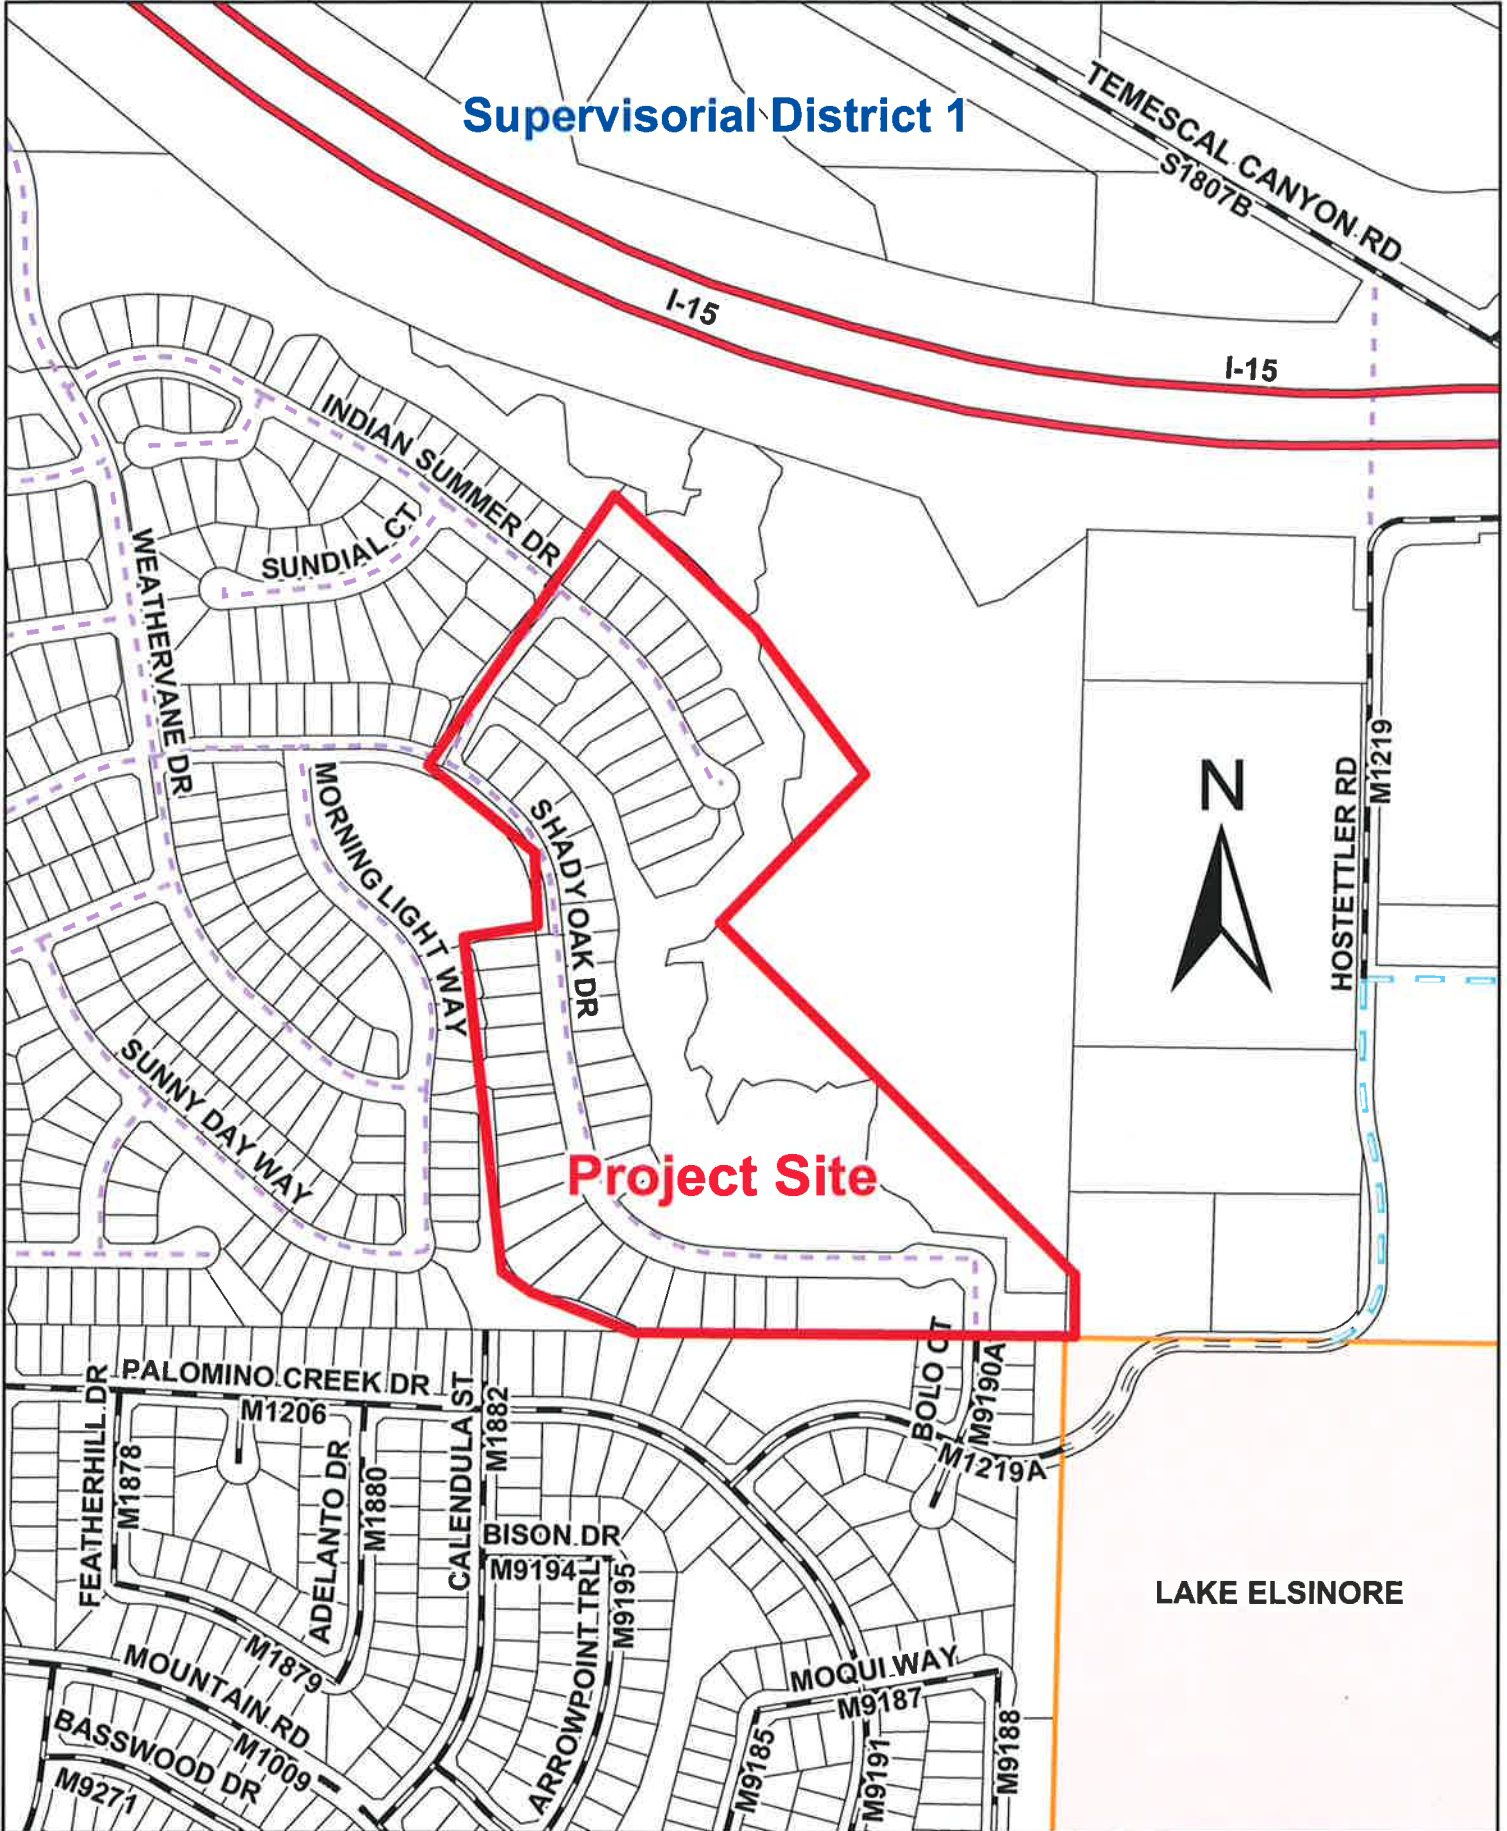 Supervisorial District 1
TEMESCAL CANYON RD
S1807B
I-15
I-15
INDIAN SUMMER DR
SUNDIAL CT
WEATHERVANE DR
MORNING LIGHT WAY
SHADY OAK DR
SUNNY DAY WAY
N
HOSTETTLER RD
M1219
Project Site
PALOMINO CREEK DR
M1206
FEATHERHILL DR
M1878
ADELANTO DR
M1880
CALENDULA ST
M1882
BOLO CT
M9190A
M1219A
BISON DR
M9194
ARROWPOINT TRL
M9195
M1879
MOUNTAIN RD
M1009
BASSWOOD DR
M9271
MOQUI WAY
M9187
M9185
M9191
M9188
LAKE ELSINORE